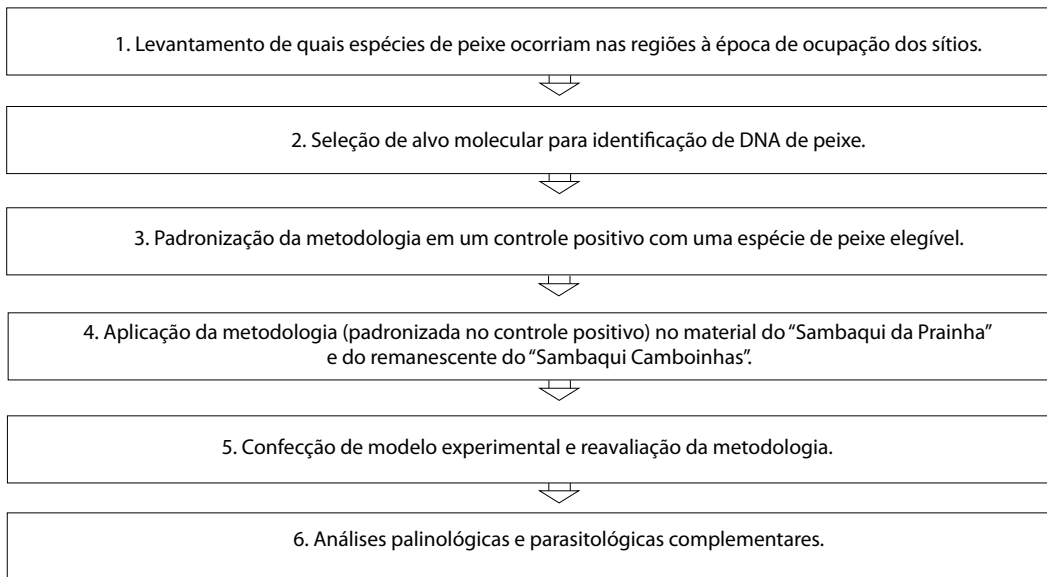 1. Levantamento de quais espécies de peixe ocorriam nas regiões à época de ocupação dos sítios.
2. Seleção de alvo molecular para identificação de DNA de peixe.
3. Padronização da metodologia em um controle positivo com uma espécie de peixe elegível.
4. Aplicação da metodologia (padronizada no controle positivo) no material do “Sambaqui da Prainha”
e do remanescente do “Sambaqui Camboinhas”.
5. Confecção de modelo experimental e reavaliação da metodologia.
6. Análises palinológicas e parasitológicas complementares.